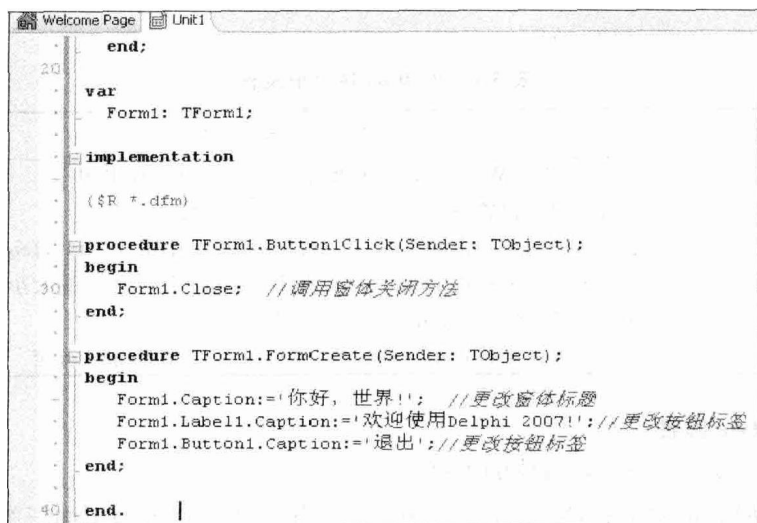 Welcome Page Unit1
end;
20
var
Form1: TForm1;
implementation
{$R *.dfm}
procedure TForm1.Button1Click(Sender: TObject);
begin
30 Form1.Close; //调用窗体关闭方法
end;
procedure TForm1.FormCreate(Sender: TObject);
begin
Form1.Caption:='你好，世界!'; //更改窗体标题
Form1.Label1.Caption:='欢迎使用Delphi 2007!';//更改按钮标签
Form1.Button1.Caption:='退出';//更改按钮标签
end;
40 end.